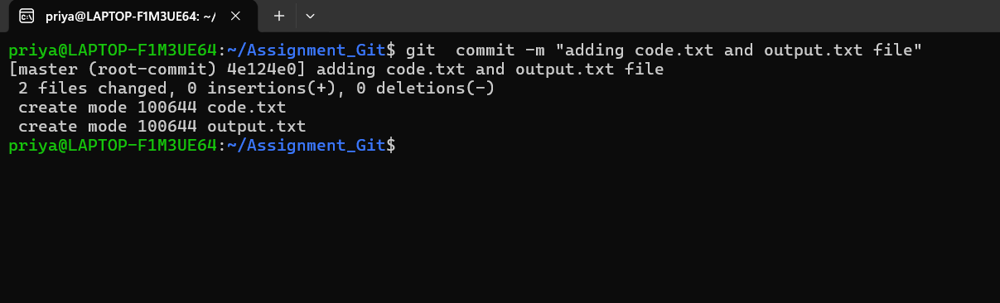 priya@LAPTOP-F1M3UE64: ~/
priya@LAPTOP-F1M3UE64:~/Assignment_Git$ git  commit -m "adding code.txt and output.txt file"
[master (root-commit) 4e124e0] adding code.txt and output.txt file
 2 files changed, 0 insertions(+), 0 deletions(-)
 create mode 100644 code.txt
 create mode 100644 output.txt
priya@LAPTOP-F1M3UE64:~/Assignment_Git$